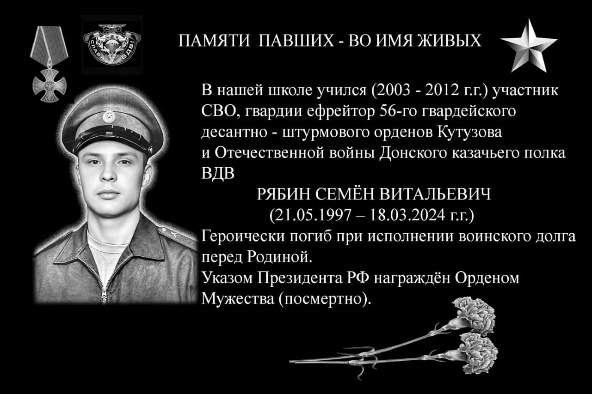 ПАМЯТИ ПАВШИХ - ВО ИМЯ ЖИВЫХ
В нашей школе учился (2003 - 2012 г.г.) участник
СВО, гвардии ефрейтор 56-го гвардейского
десантно - штурмового орденов Кутузова
и Отечественной войны Донского казачьего полка
ВДВ
РЯБИН СЕМЁН ВИТАЛЬЕВИЧ
(21.05.1997 – 18.03.2024 г.г.)
Героически погиб при исполнении воинского долга
перед Родиной.
Указом Президента РФ награждён Орденом
Мужества (посмертно).